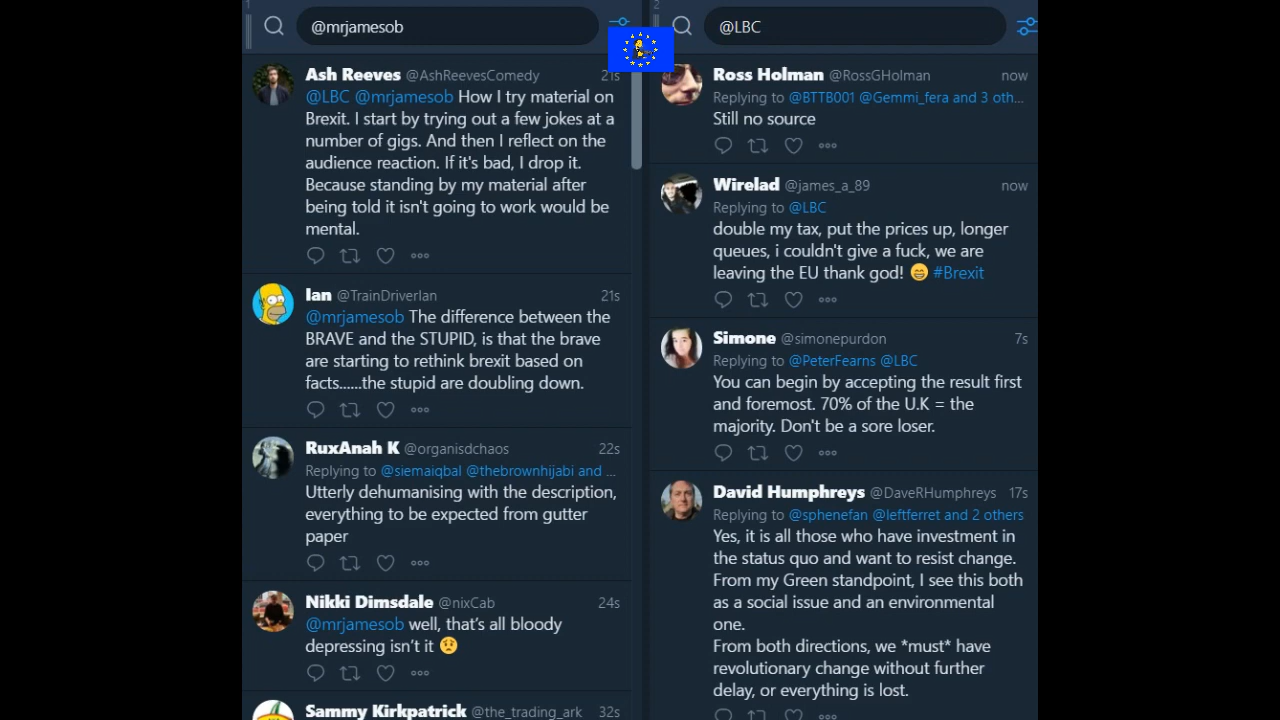 1
@mrjamesob
Ash Reeves @AshReevesComedy 21s
@LBC @mrjamesob How I try material on
Brexit. I start by trying out a few jokes at a
number of gigs. And then I reflect on the
audience reaction. If it's bad, I drop it.
Because standing by my material after
being told it isn't going to work would be
mental.
Ian @TrainDriverIan 21s
@mrjamesob The difference between the
BRAVE and the STUPID, is that the brave
are starting to rethink brexit based on
facts......the stupid are doubling down.
RuxAnah K @organisdchaos 22s
Replying to @siemaiqbal @thebrownhijabi and ...
Utterly dehumanising with the description,
everything to be expected from gutter
paper
Nikki Dimsdale @nixCab 24s
@mrjamesob well, that's all bloody
depressing isn't it 😟
Sammy Kirkpatrick @the_trading_ark 32s
2
@LBC
Ross Holman @RossGHolman now
Replying to @BTTB001 @Gemmi_fera and 3 oth...
Still no source
Wirelad @james_a_89 now
Replying to @LBC
double my tax, put the prices up, longer
queues, i couldn't give a fuck, we are
leaving the EU thank god! 😁 #Brexit
Simone @simonepurdon 7s
Replying to @PeterFearns @LBC
You can begin by accepting the result first
and foremost. 70% of the U.K = the
majority. Don't be a sore loser.
David Humphreys @DaveRHumphreys 17s
Replying to @sphenefan @leftferret and 2 others
Yes, it is all those who have investment in
the status quo and want to resist change.
From my Green standpoint, I see this both
as a social issue and an environmental
one.
From both directions, we *must* have
revolutionary change without further
delay, or everything is lost.